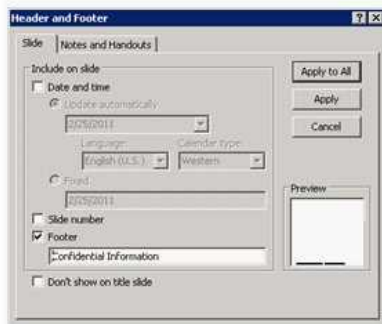 Header and Footer
Slide
Notes and Handouts
Include on slide
Date and time
Update automatically
2/25/2011
Language:
Calendar type:
English (U.S.)
Western
Fixed
2/25/2011
Slide number
Footer
Confidential Information
Don't show on title slide
Apply to All
Apply
Cancel
Preview